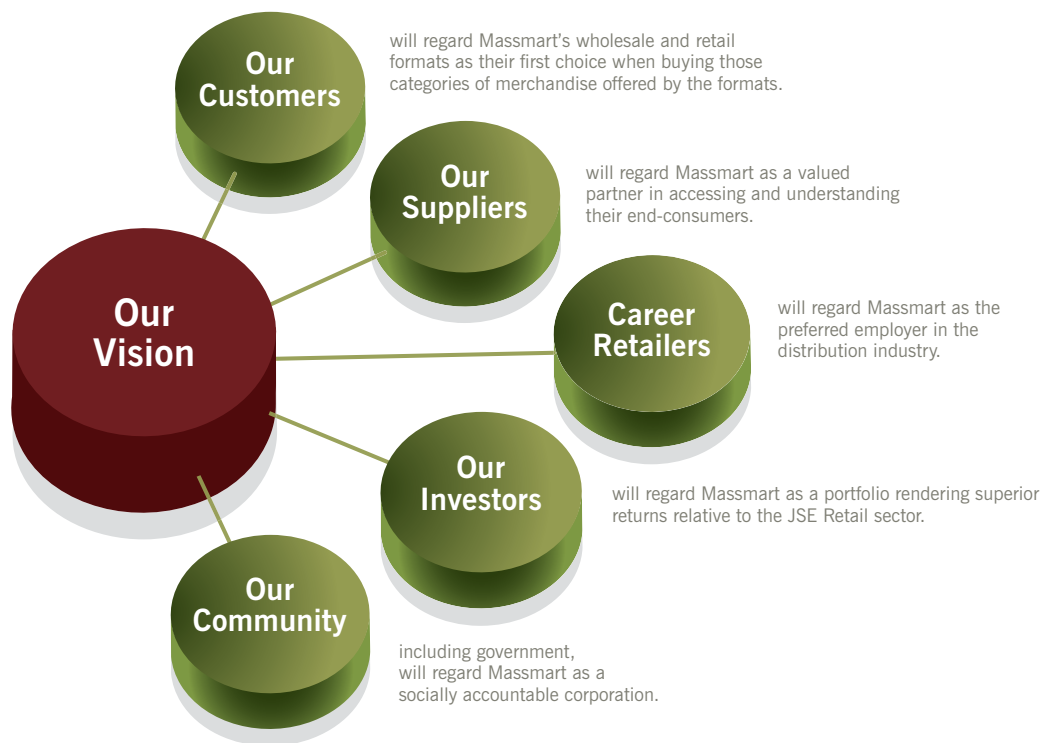 Our
Customers
will regard Massmart's wholesale and retail
formats as their first choice when buying those
categories of merchandise offered by the formats.
Our
Suppliers
will regard Massmart as a valued
partner in accessing and understanding
their end-consumers.
Our
Vision
Career
Retailers
will regard Massmart as the
preferred employer in the
distribution industry.
Our
Investors
will regard Massmart as a portfolio rendering superior
returns relative to the JSE Retail sector.
Our
Community
including government,
will regard Massmart as a
socially accountable corporation.